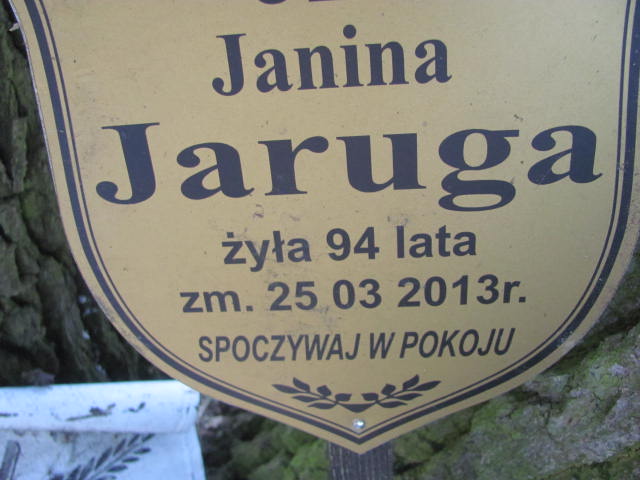 Janina
Jaruga
żyła 94 lata
zm. 25 03 2013r.
SPOCZYWAJ W POKOJU